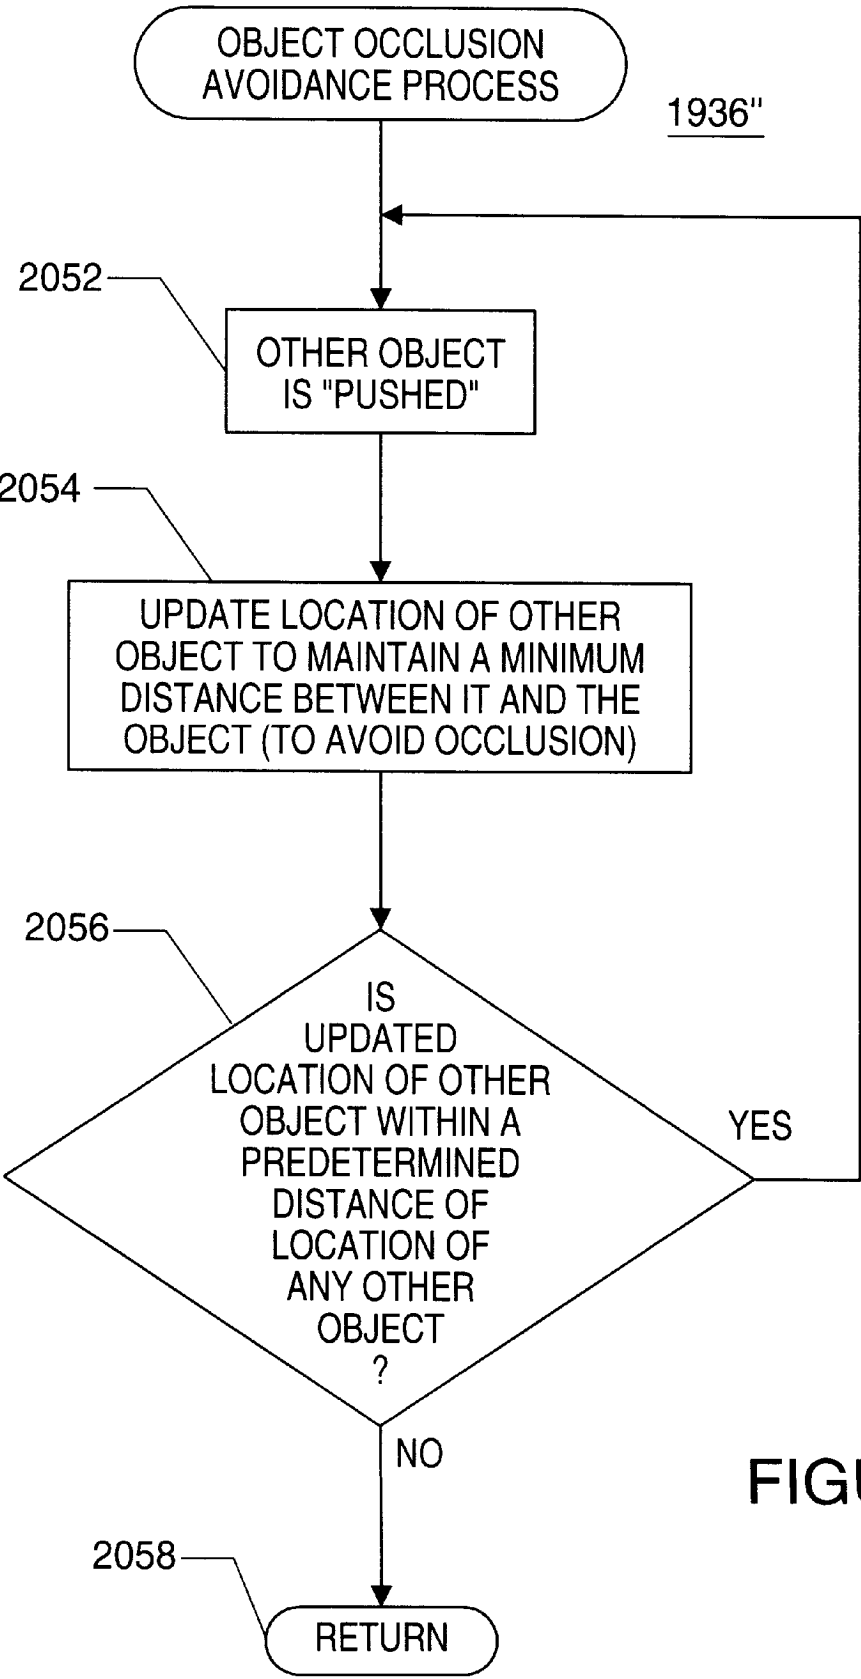 OBJECT OCCLUSION
AVOIDANCE PROCESS
1936"
2052
OTHER OBJECT
IS "PUSHED"
2054
UPDATE LOCATION OF OTHER
OBJECT TO MAINTAIN A MINIMUM
DISTANCE BETWEEN IT AND THE
OBJECT (TO AVOID OCCLUSION)
2056
IS
UPDATED
LOCATION OF OTHER
OBJECT WITHIN A
PREDETERMINED
DISTANCE OF
LOCATION OF
ANY OTHER
OBJECT
?
YES
NO
2058
RETURN